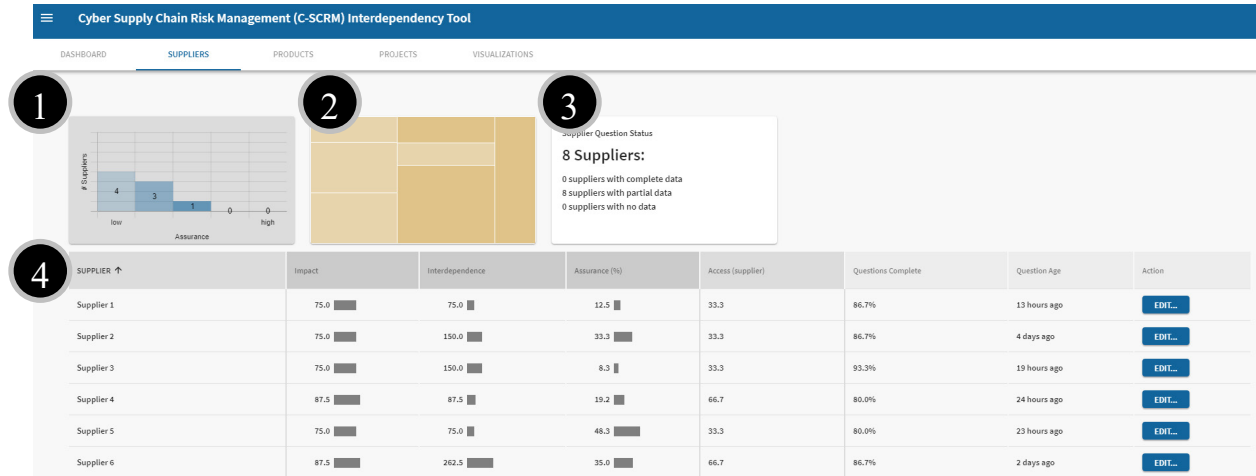 Cyber Supply Chain Risk Management (C-SCRM) Interdependency Tool
DASHBOARD SUPPLIERS PRODUCTS PROJECTS VISUALIZATIONS
1 2 3
# Suppliers
4 3 1 0 0
low high
Assurance
Supplier Question Status
8 Suppliers:
0 suppliers with complete data
8 suppliers with partial data
0 suppliers with no data
4
SUPPLIER ↑ Impact Interdependence Assurance (%) Access (supplier) Questions Complete Question Age Action
Supplier 1 75.0 75.0 12.5 33.3 86.7% 13 hours ago EDIT...
Supplier 2 75.0 150.0 33.3 33.3 86.7% 4 days ago EDIT...
Supplier 3 75.0 150.0 8.3 33.3 93.3% 19 hours ago EDIT...
Supplier 4 87.5 87.5 19.2 66.7 80.0% 24 hours ago EDIT...
Supplier 5 75.0 75.0 48.3 33.3 80.0% 23 hours ago EDIT...
Supplier 6 87.5 262.5 35.0 66.7 86.7% 2 days ago EDIT...